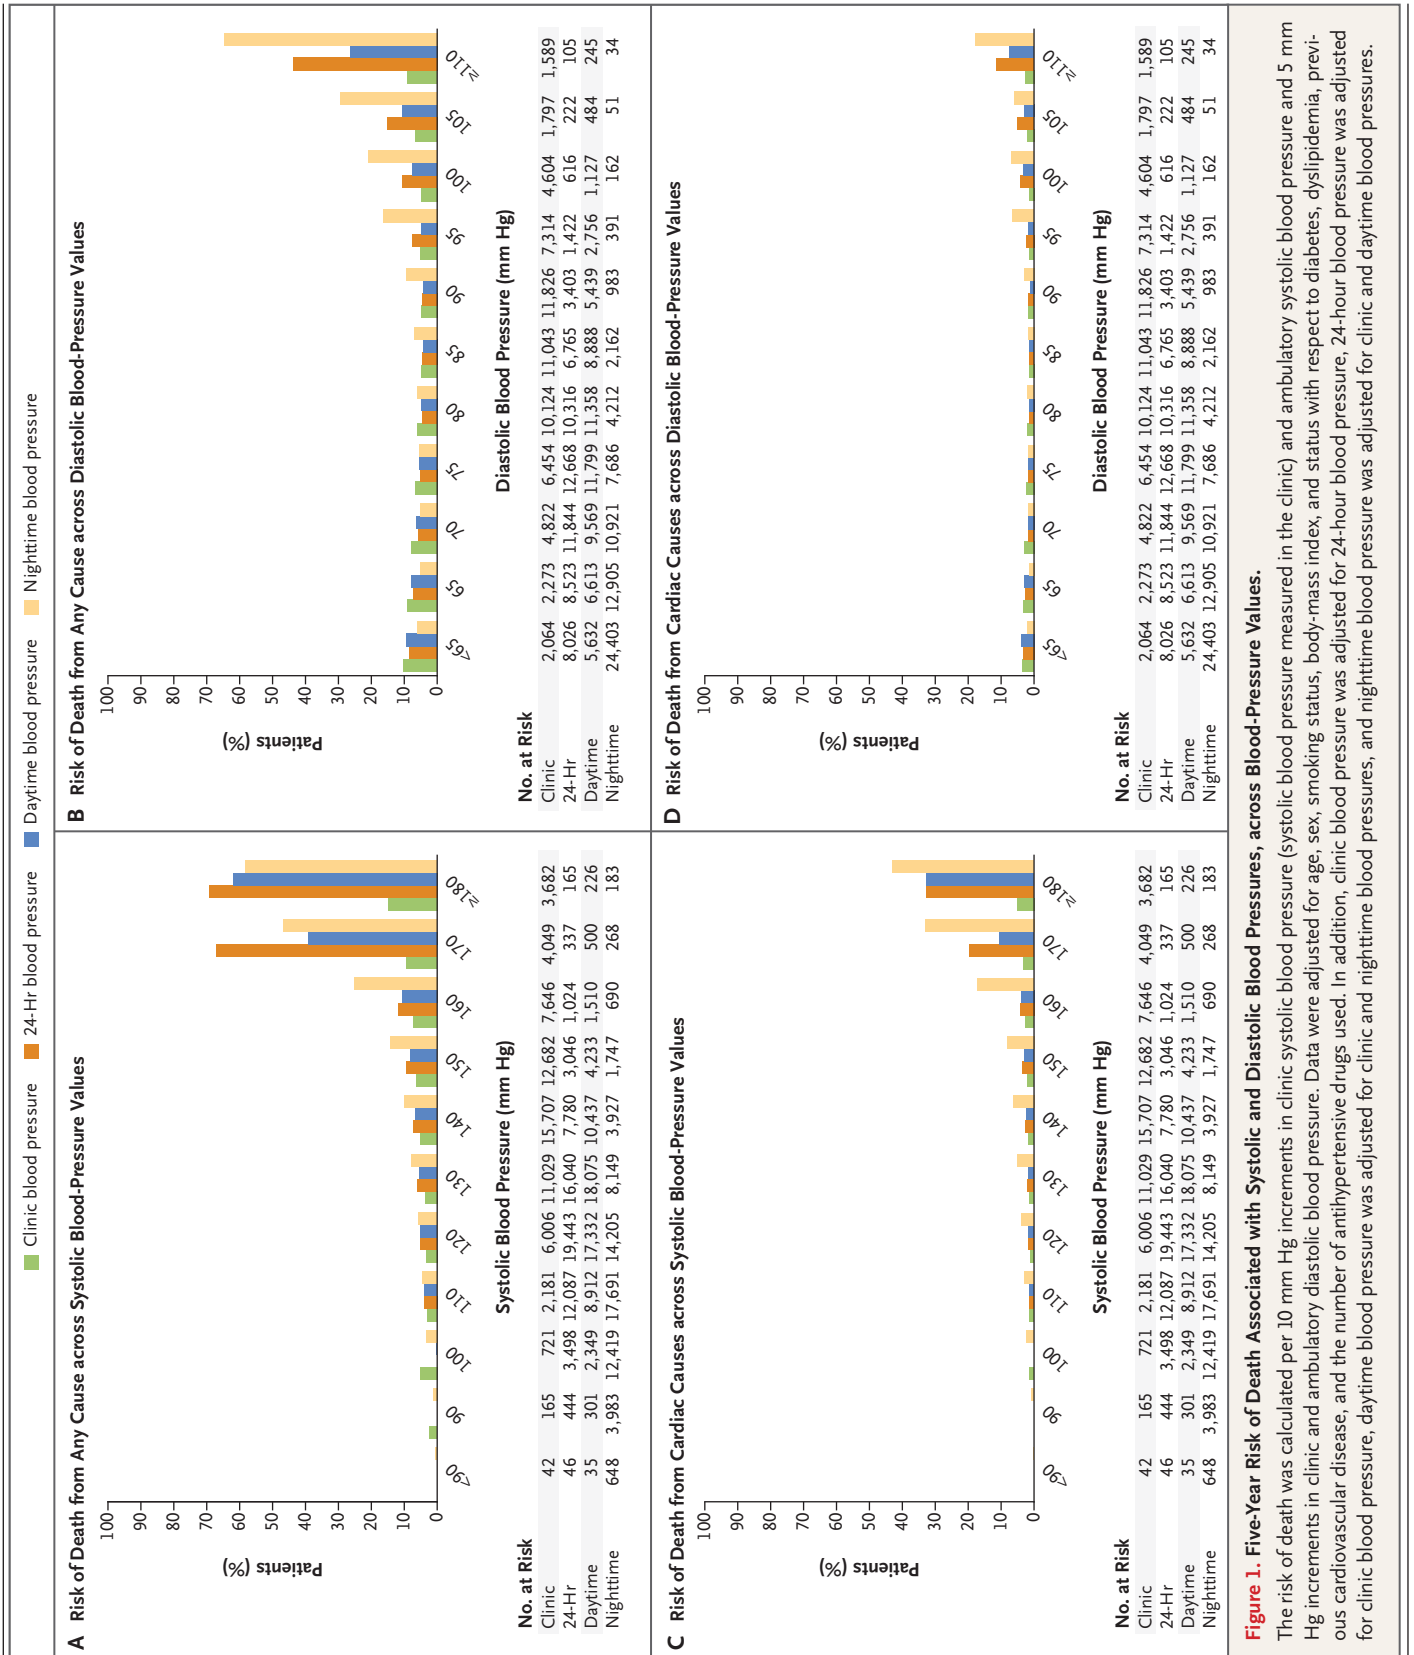 Clinic blood pressure 24-Hr blood pressure Daytime blood pressure Nighttime blood pressure
A Risk of Death from Any Cause across Systolic Blood-Pressure Values
Patients (%)
100
90
80
70
60
50
40
30
20
10
0
<90 90 100 110 120 130 140 150 160 170 ≥180
Systolic Blood Pressure (mm Hg)
No. at Risk
Clinic 42 165 721 2,181 6,006 11,029 15,707 12,682 7,646 4,049 3,682
24-Hr 46 444 3,498 12,087 19,443 16,040 7,780 3,046 1,024 337 165
Daytime 35 301 2,349 8,912 17,332 18,075 10,437 4,233 1,510 500 226
Nighttime 648 3,983 12,419 17,691 14,205 8,149 3,927 1,747 690 268 183
B Risk of Death from Any Cause across Diastolic Blood-Pressure Values
Patients (%)
100
90
80
70
60
50
40
30
20
10
0
<65 65 70 75 80 85 90 95 100 105 ≥110
Diastolic Blood Pressure (mm Hg)
No. at Risk
Clinic 2,064 2,273 4,822 6,454 10,124 11,043 11,826 7,314 4,604 1,797 1,589
24-Hr 8,026 8,523 11,844 12,668 10,316 6,765 3,403 1,422 616 222 105
Daytime 5,632 6,613 9,569 11,799 11,358 8,888 5,439 2,756 1,127 484 245
Nighttime 24,403 12,905 10,921 7,686 4,212 2,162 983 391 162 51 34
C Risk of Death from Cardiac Causes across Systolic Blood-Pressure Values
Patients (%)
100
90
80
70
60
50
40
30
20
10
0
<90 90 100 110 120 130 140 150 160 170 ≥180
Systolic Blood Pressure (mm Hg)
No. at Risk
Clinic 42 165 721 2,181 6,006 11,029 15,707 12,682 7,646 4,049 3,682
24-Hr 46 444 3,498 12,087 19,443 16,040 7,780 3,046 1,024 337 165
Daytime 35 301 2,349 8,912 17,332 18,075 10,437 4,233 1,510 500 226
Nighttime 648 3,983 12,419 17,691 14,205 8,149 3,927 1,747 690 268 183
D Risk of Death from Cardiac Causes across Diastolic Blood-Pressure Values
Patients (%)
100
90
80
70
60
50
40
30
20
10
0
<65 65 70 75 80 85 90 95 100 105 ≥110
Diastolic Blood Pressure (mm Hg)
No. at Risk
Clinic 2,064 2,273 4,822 6,454 10,124 11,043 11,826 7,314 4,604 1,797 1,589
24-Hr 8,026 8,523 11,844 12,668 10,316 6,765 3,403 1,422 616 222 105
Daytime 5,632 6,613 9,569 11,799 11,358 8,888 5,439 2,756 1,127 484 245
Nighttime 24,403 12,905 10,921 7,686 4,212 2,162 983 391 162 51 34
Figure 1. Five-Year Risk of Death Associated with Systolic and Diastolic Blood Pressures, across Blood-Pressure Values.
The risk of death was calculated per 10 mm Hg increments in clinic systolic blood pressure (systolic blood pressure measured in the clinic) and ambulatory systolic blood pressure and 5 mm
Hg increments in clinic and ambulatory diastolic blood pressure. Data were adjusted for age, sex, smoking status, body-mass index, and status with respect to diabetes, dyslipidemia, previ-
ous cardiovascular disease, and the number of antihypertensive drugs used. In addition, clinic blood pressure was adjusted for 24-hour blood pressure, 24-hour blood pressure was adjusted
for clinic blood pressure, daytime blood pressure was adjusted for clinic and nighttime blood pressures, and nighttime blood pressure was adjusted for clinic and daytime blood pressures.